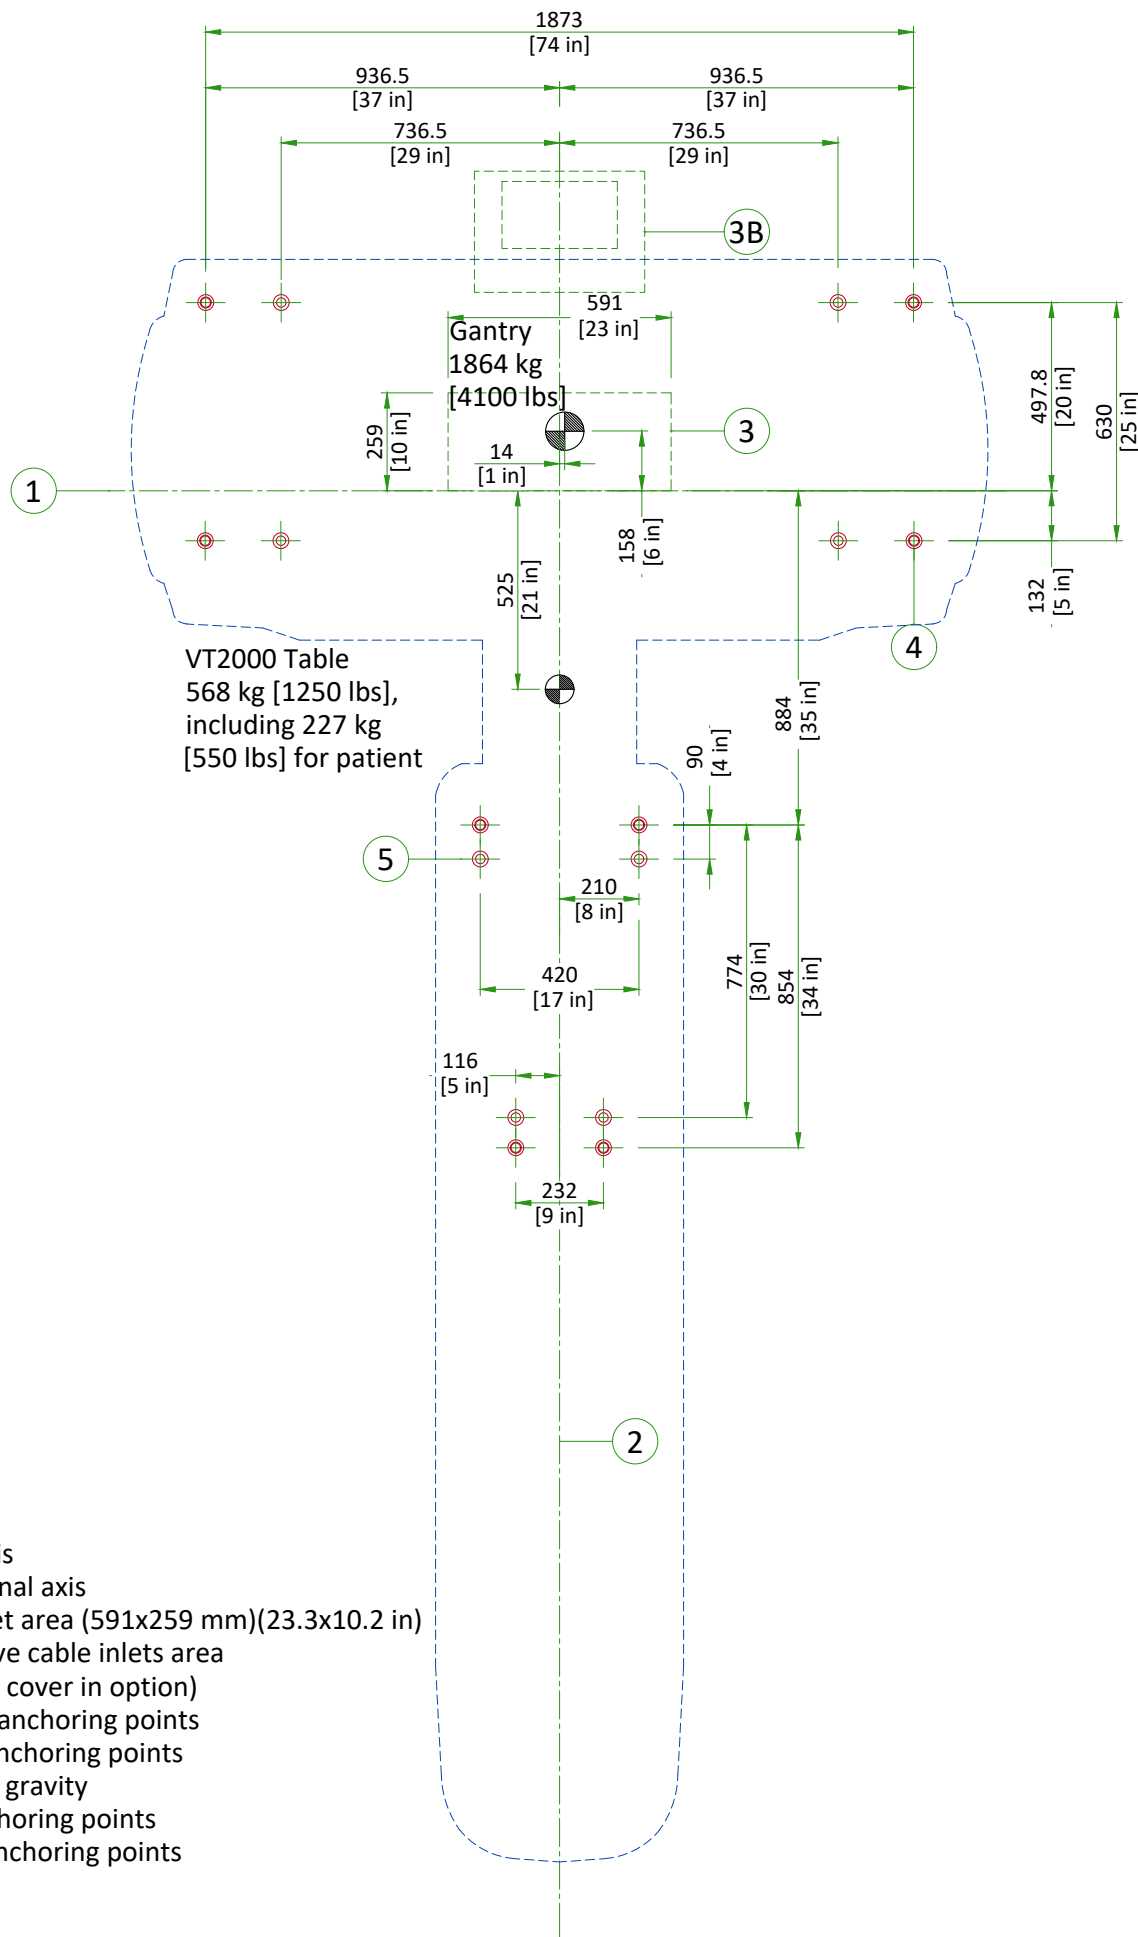 1873
[74 in]
936.5
[37 in]
936.5
[37 in]
736.5
[29 in]
736.5
[29 in]
3B
591
[23 in]
Gantry
1864 kg
[4100 lbs]
259
[10 in]
3
14
[1 in]
497.8
[20 in]
630
[25 in]
1
158
[6 in]
525
[21 in]
132
[5 in]
4
VT2000 Table
568 kg [1250 lbs],
including 227 kg
[550 lbs] for patient
884
[35 in]
90
[4 in]
5
210
[8 in]
420
[17 in]
774
[30 in]
854
[34 in]
116
[5 in]
232
[9 in]
2
is
nal axis
et area (591x259 mm)(23.3x10.2 in)
ve cable inlets area
cover in option)
anchoring points
nchoring points
gravity
horing points
nchoring points